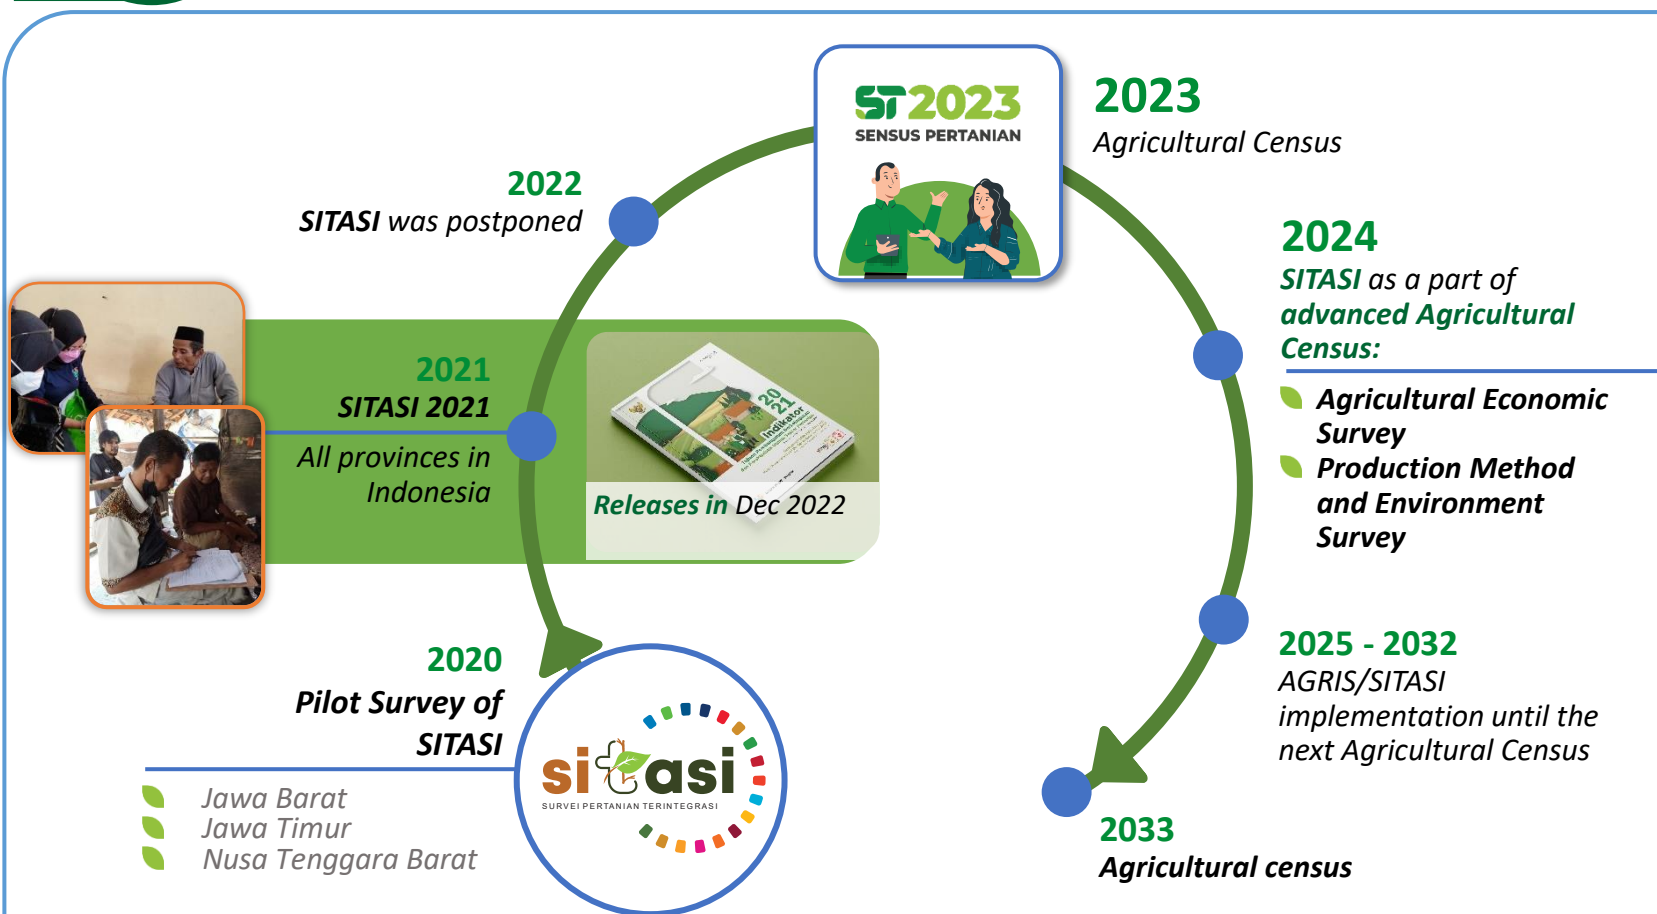 ST2023
SENSUS PERTANIAN
2023
Agricultural Census
2022
SITASI was postponed
2024
SITASI as a part of
advanced Agricultural
Census:
Agricultural Economic
Survey
Production Method
and Environment
Survey
2021
SITASI 2021
All provinces in
Indonesia
2021
indikator
Releases in Dec 2022
2020
Pilot Survey of
SITASI
Jawa Barat
Jawa Timur
Nusa Tenggara Barat
sitasi
SURVEI PERTANIAN TERINTEGRASI
2025 - 2032
AGRIS/SITASI
implementation until the
next Agricultural Census
2033
Agricultural census